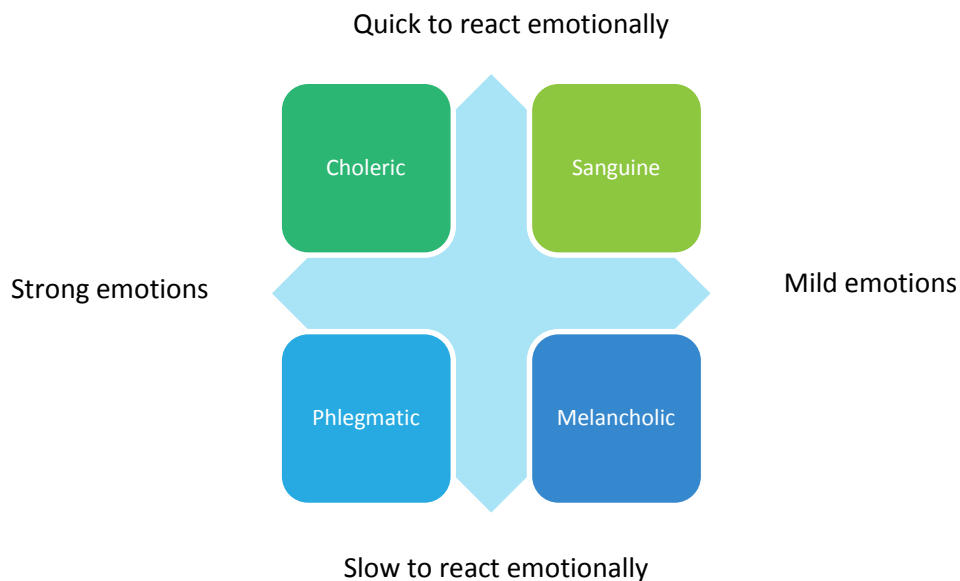 Quick to react emotionally
Choleric
Sanguine
Strong emotions
Mild emotions
Phlegmatic
Melancholic
Slow to react emotionally